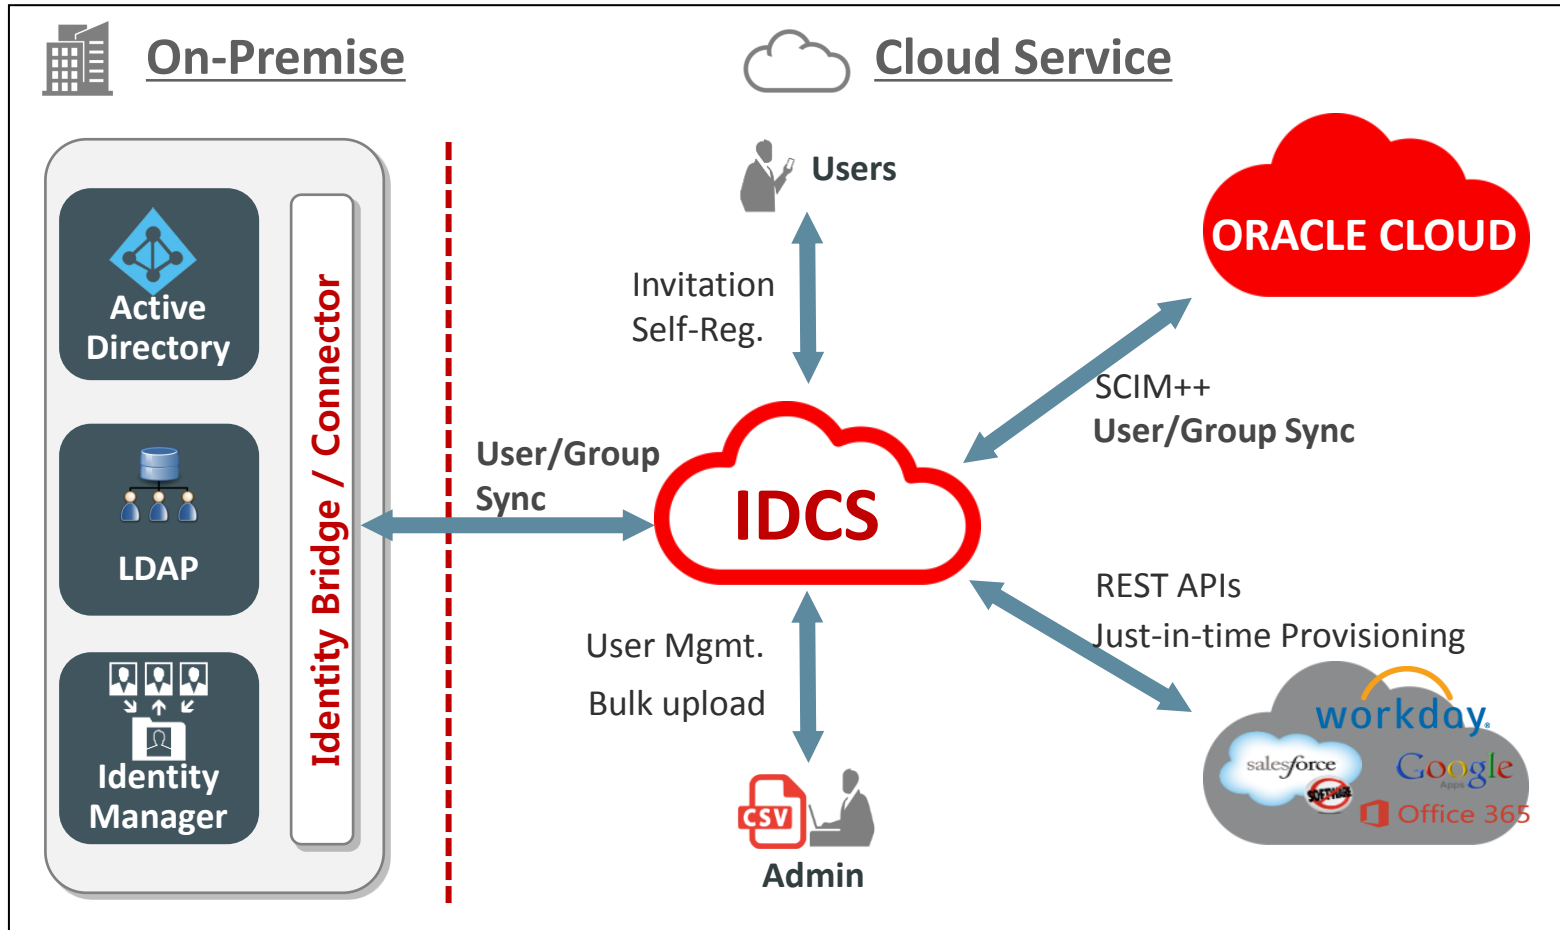 On-Premise
Cloud Service
Active
Directory
LDAP
Identity
Manager
Identity Bridge / Connector
User/Group
Sync
Users
Invitation
Self-Reg.
IDCS
User Mgmt.
Bulk upload
CSV
Admin
ORACLE CLOUD
SCIM++
User/Group Sync
REST APIs
Just-in-time Provisioning
workday®
salesforce
SOFTWARE
Google
Apps
Office 365